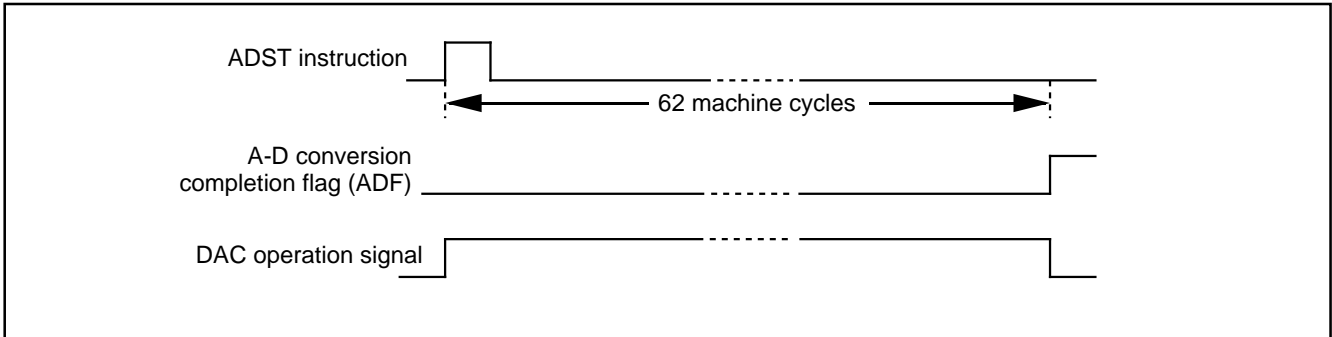 ADST instruction
62 machine cycles
A-D conversion
completion flag (ADF)
DAC operation signal